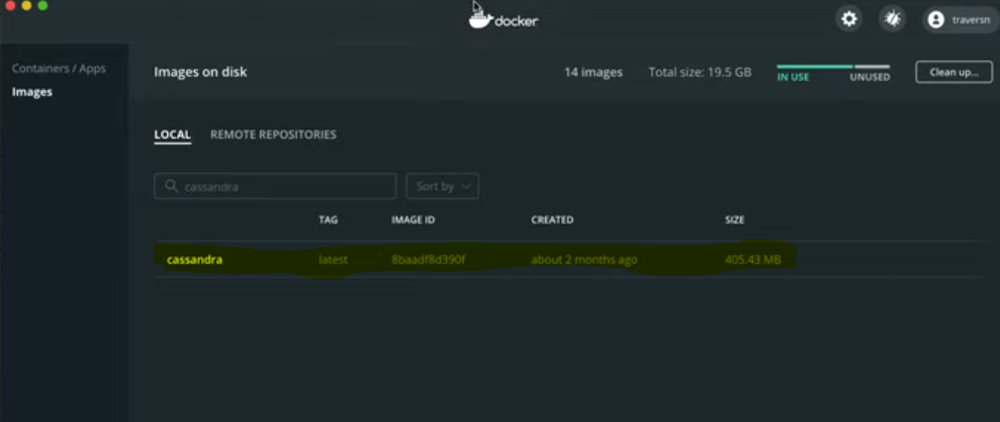 docker
traversn
Containers / Apps
Images
Images on disk
14 images
Total size: 19.5 GB
IN USE
UNUSED
Clean up...
LOCAL
REMOTE REPOSITORIES
cassandra
Sort by
TAG
IMAGE ID
CREATED
SIZE
cassandra
latest
8baadf8d390f
about 2 months ago
405.43 MB